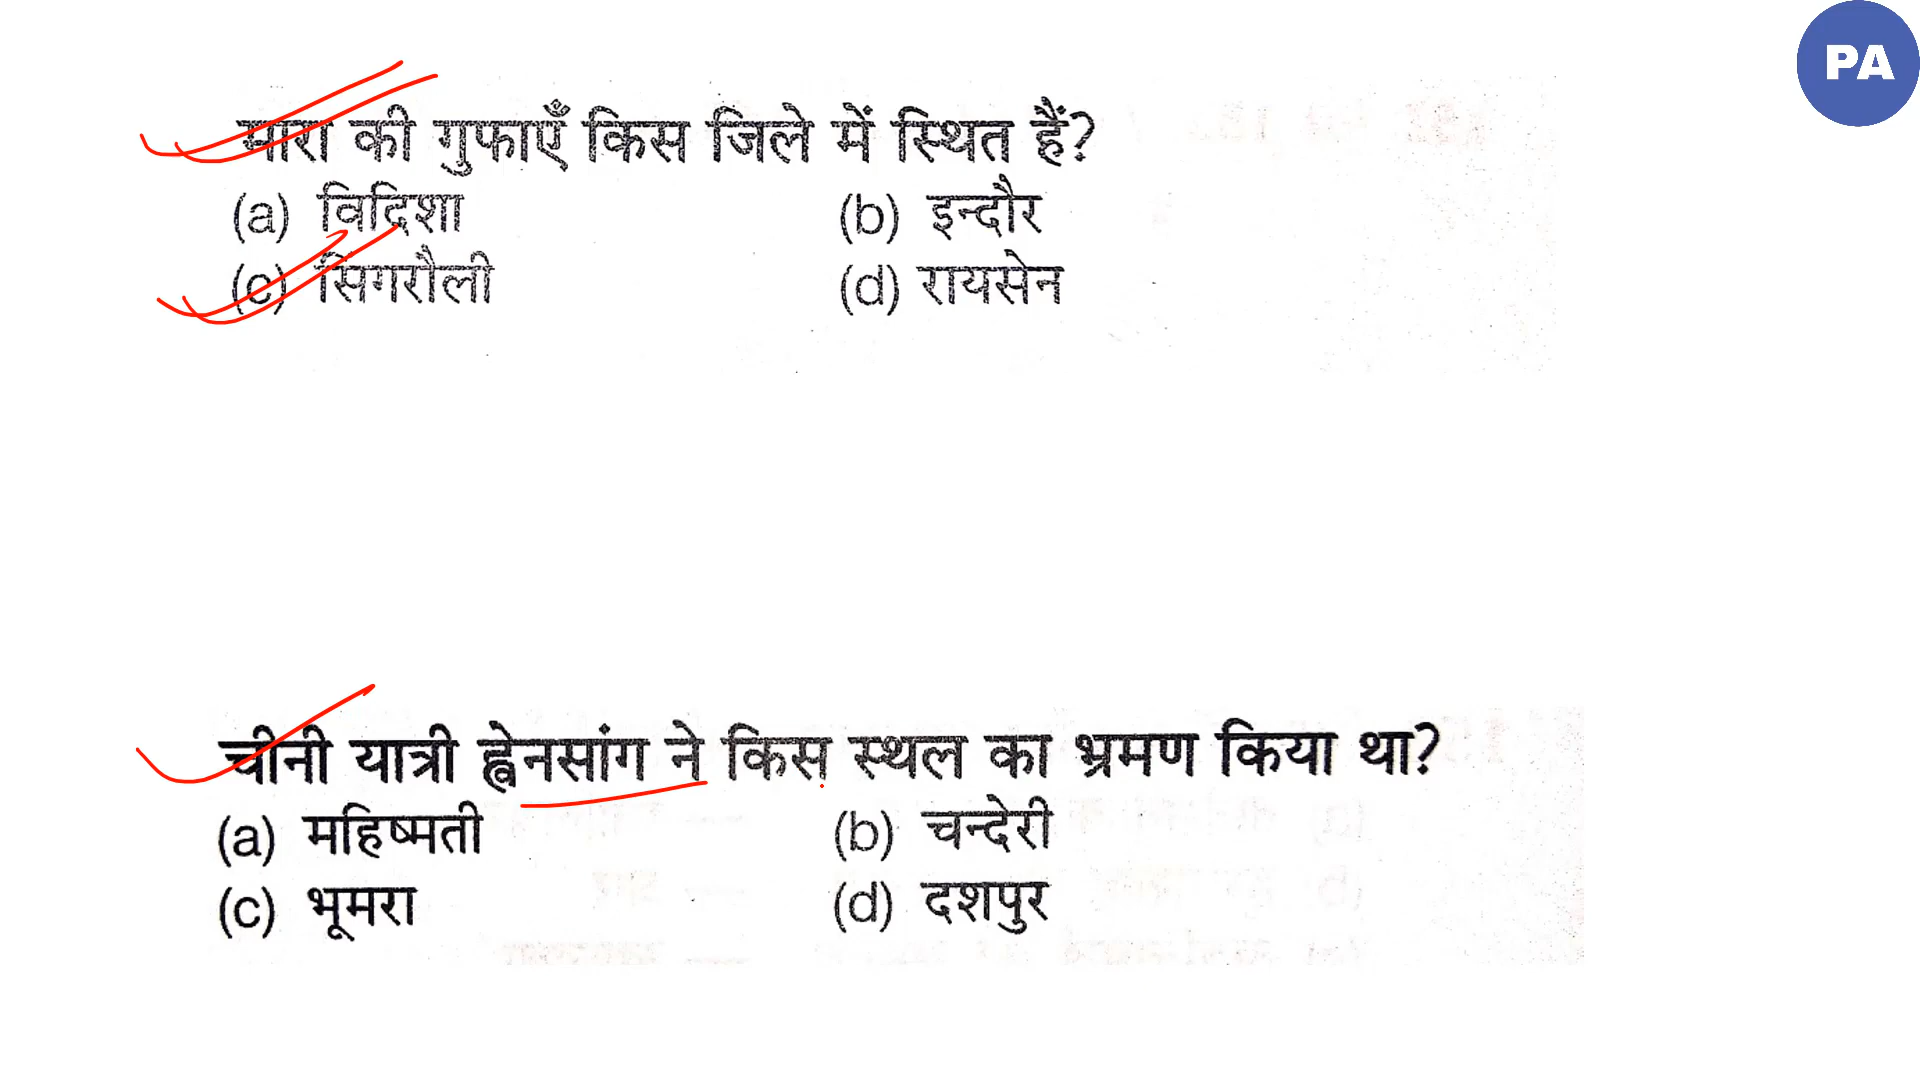 PA
मारा की गुफाएँ किस जिले में स्थित हैं?
(a) विदिशा (b) इन्दौर
(c) सिंगरौली (d) रायसेन
चीनी यात्री ह्वेनसांग ने किस स्थल का भ्रमण किया था?
(a) महिष्मती (b) चन्देरी
(c) भूमरा (d) दशपुर